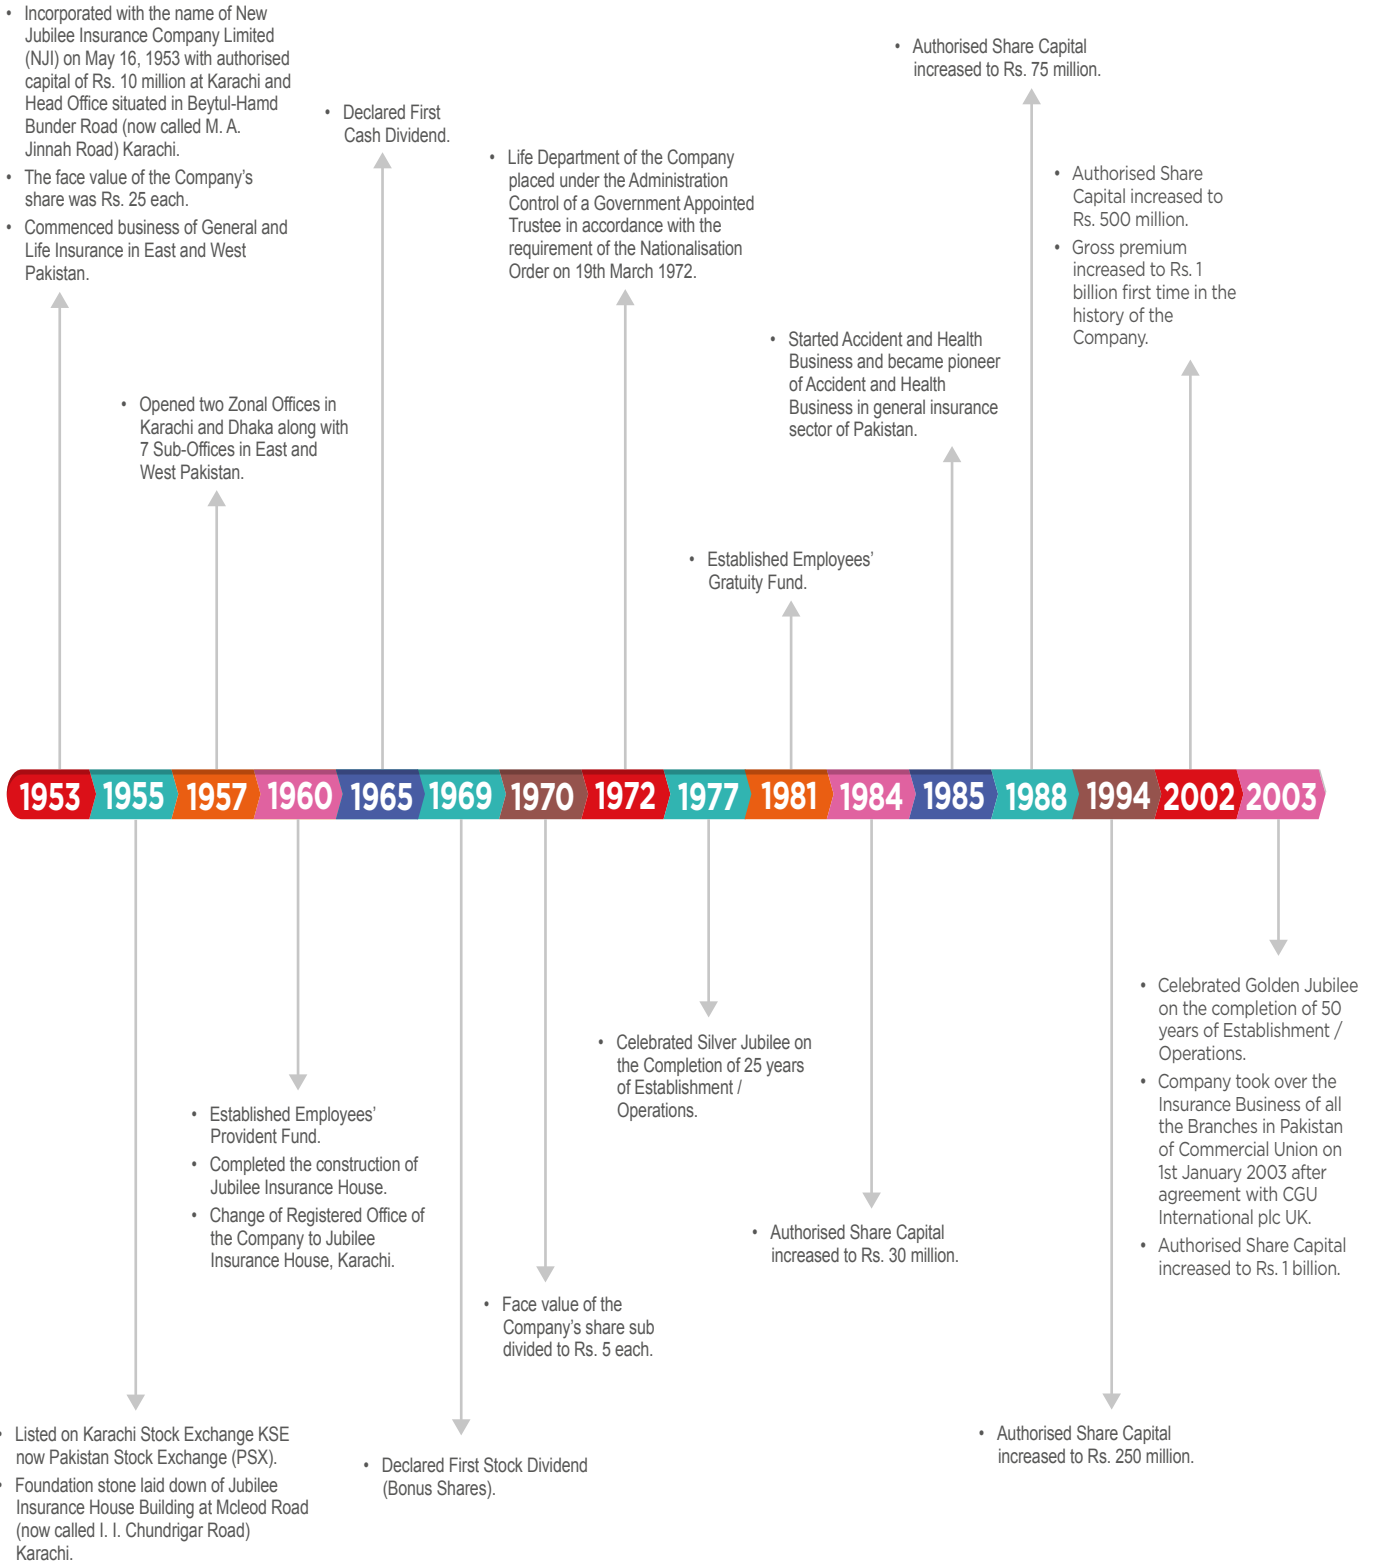 • Incorporated with the name of New
Jubilee Insurance Company Limited
(NJI) on May 16, 1953 with authorised
capital of Rs. 10 million at Karachi and
Head Office situated in Beytul-Hamd
Bunder Road (now called M. A.
Jinnah Road) Karachi.
• The face value of the Company's
share was Rs. 25 each.
• Commenced business of General and
Life Insurance in East and West
Pakistan.
• Opened two Zonal Offices in
Karachi and Dhaka along with
7 Sub-Offices in East and
West Pakistan.
• Declared First
Cash Dividend.
• Life Department of the Company
placed under the Administration
Control of a Government Appointed
Trustee in accordance with the
requirement of the Nationalisation
Order on 19th March 1972.
• Established Employees'
Gratuity Fund.
• Started Accident and Health
Business and became pioneer
of Accident and Health
Business in general insurance
sector of Pakistan.
• Authorised Share Capital
increased to Rs. 75 million.
• Authorised Share
Capital increased to
Rs. 500 million.
• Gross premium
increased to Rs. 1
billion first time in the
history of the
Company.
1953 1955 1957 1960 1965 1969 1970 1972 1977 1981 1984 1985 1988 1994 2002 2003
• Listed on Karachi Stock Exchange KSE
now Pakistan Stock Exchange (PSX).
• Foundation stone laid down of Jubilee
Insurance House Building at Mcleod Road
(now called I. I. Chundrigar Road)
Karachi.
• Established Employees'
Provident Fund.
• Completed the construction of
Jubilee Insurance House.
• Change of Registered Office of
the Company to Jubilee
Insurance House, Karachi.
• Declared First Stock Dividend
(Bonus Shares).
• Face value of the
Company's share sub
divided to Rs. 5 each.
• Celebrated Silver Jubilee on
the Completion of 25 years
of Establishment /
Operations.
• Authorised Share Capital
increased to Rs. 30 million.
• Authorised Share Capital
increased to Rs. 250 million.
• Celebrated Golden Jubilee
on the completion of 50
years of Establishment /
Operations.
• Company took over the
Insurance Business of all
the Branches in Pakistan
of Commercial Union on
1st January 2003 after
agreement with CGU
International plc UK.
• Authorised Share Capital
increased to Rs. 1 billion.